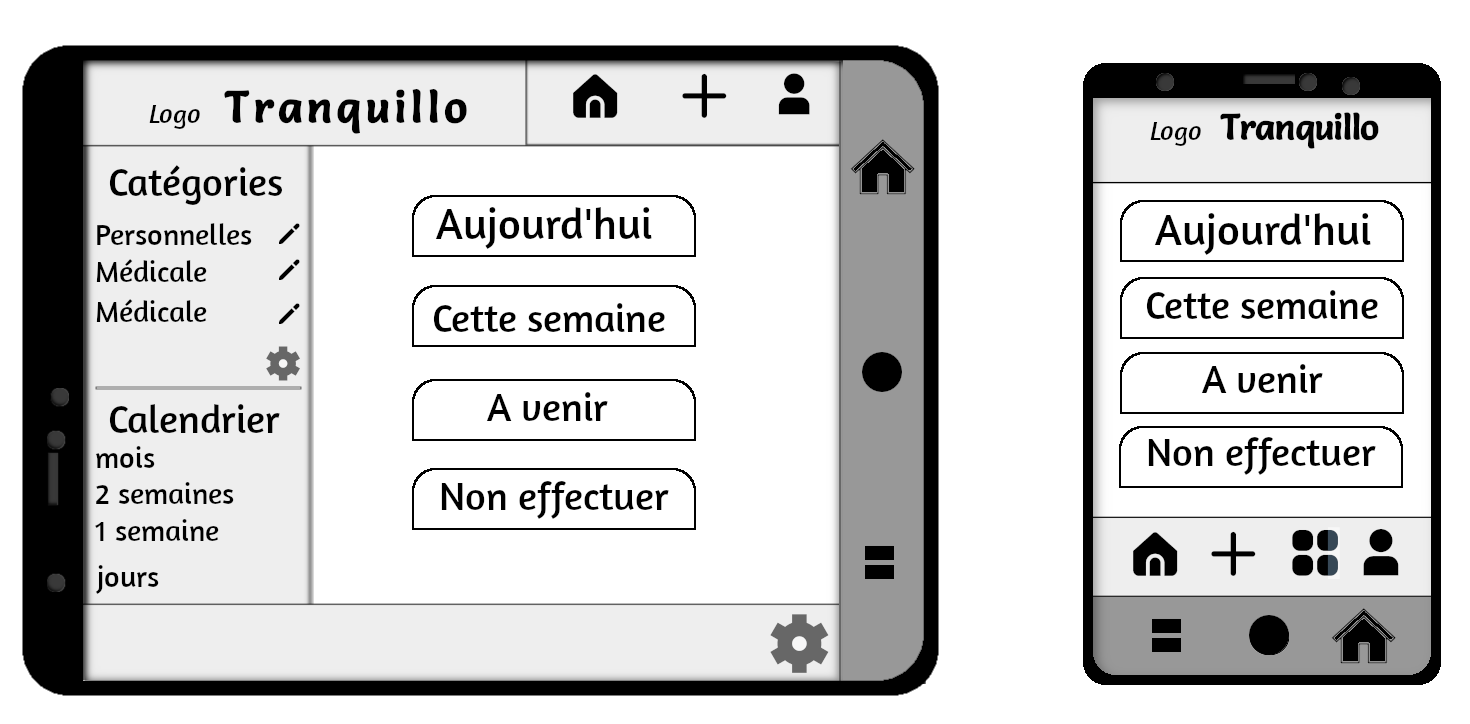 Logo Tranquillo
Catégories
Personnelles
Médicale
Médicale
Calendrier
mois
2 semaines
1 semaine
jours
Aujourd'hui
Cette semaine
A venir
Non effectuer
Logo Tranquillo
Aujourd'hui
Cette semaine
A venir
Non effectuer